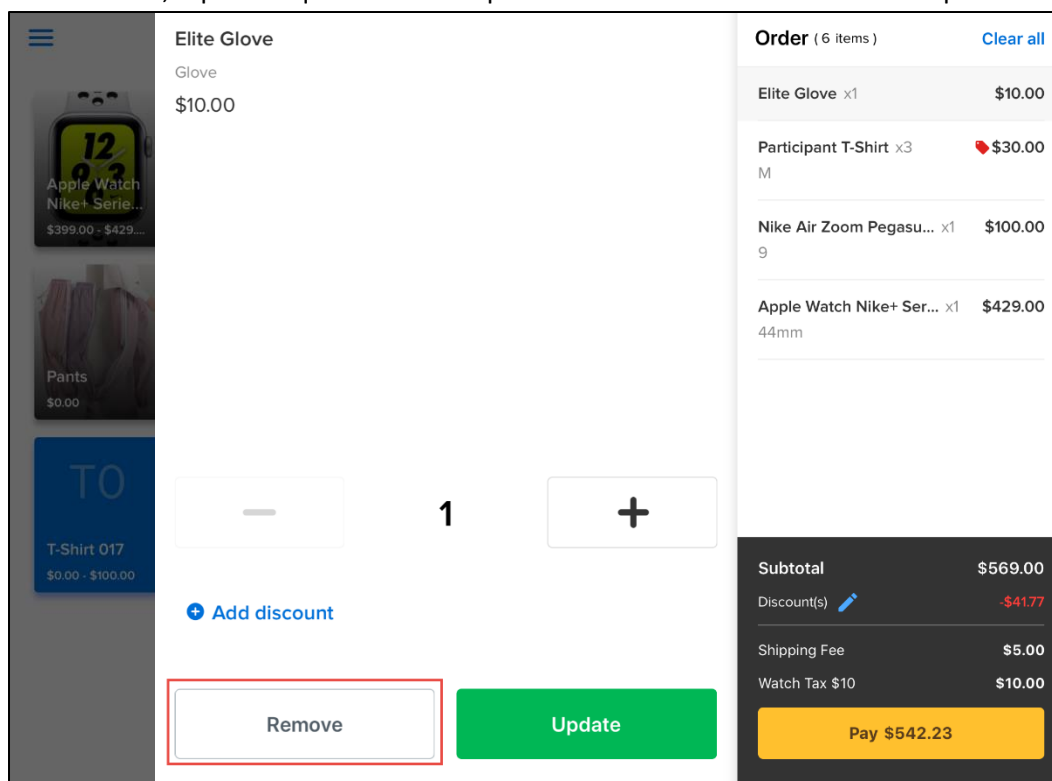 Apple Watch
Nike+ Serie...
$399.00 - $429....
Pants
$0.00
TO
T-Shirt 017
$0.00 - $100.00
Elite Glove
Glove
$10.00
1
Add discount
Remove
Update
Order ( 6 items )
Clear all
Elite Glove x1 $10.00
Participant T-Shirt x3 $30.00
M
Nike Air Zoom Pegasu... x1 $100.00
9
Apple Watch Nike+ Ser... x1 $429.00
44mm
Subtotal $569.00
Discount(s) -$41.77
Shipping Fee $5.00
Watch Tax $10 $10.00
Pay $542.23